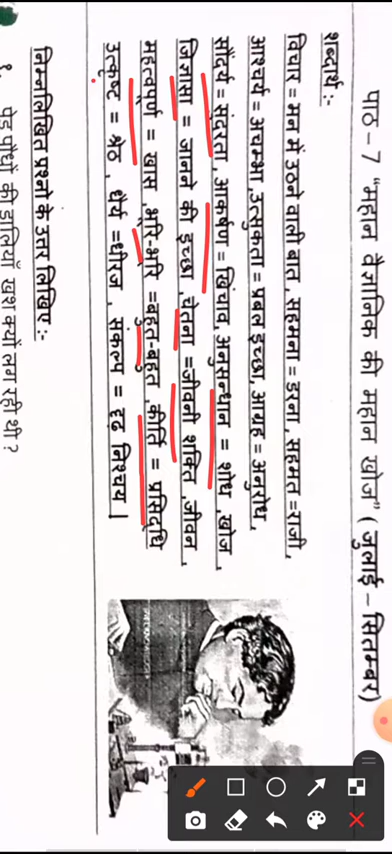 पाठ – 7 "महान वैज्ञानिक की महान खोज" ( जुलाई – सितम्बर)
शब्दार्थ :-
विचार = मन में उठने वाली बात , सहमना = डरना , सहमत = राजी ,
आश्चर्य = अचम्भा, उत्सुकता = प्रबल इच्छा, आग्रह = अनुरोध ,
सौंदर्य = सुंदरता , आकर्षण = खिंचाव, अनुसन्धान = शोध ,खोज ,
जिज्ञासा = जानने की इच्छा, चेतना =जीवनी शक्ति ,जीवन ,
महत्त्वपूर्ण = खास , भूरि-भूरि =बहुत-बहुत , कीर्ति = प्रसिद्धि
उत्कृष्ट = श्रेष्ठ , धैर्य =धीरज , संकल्प = दृढ़ निश्चय |
निम्नलिखित प्रश्नों के उत्तर लिखिए:-
१. पेड़ पौधों की डालियाँ खुश क्यों लग रही थी ?